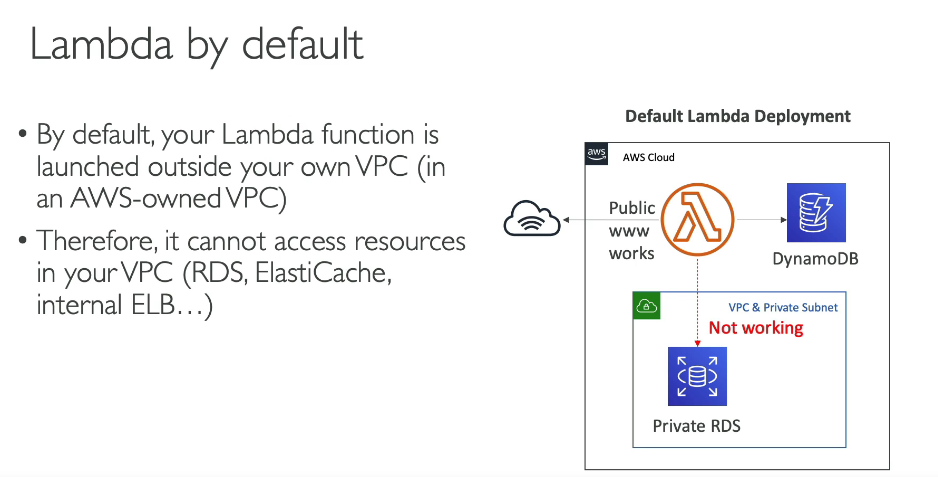 Lambda by default
• By default, your Lambda function is
launched outside your own VPC (in
an AWS-owned VPC)
• Therefore, it cannot access resources
in your VPC (RDS, ElastiCache,
internal ELB…)
Default Lambda Deployment
aws
AWS Cloud
Public
www
works
DynamoDB
VPC & Private Subnet
Not working
Private RDS